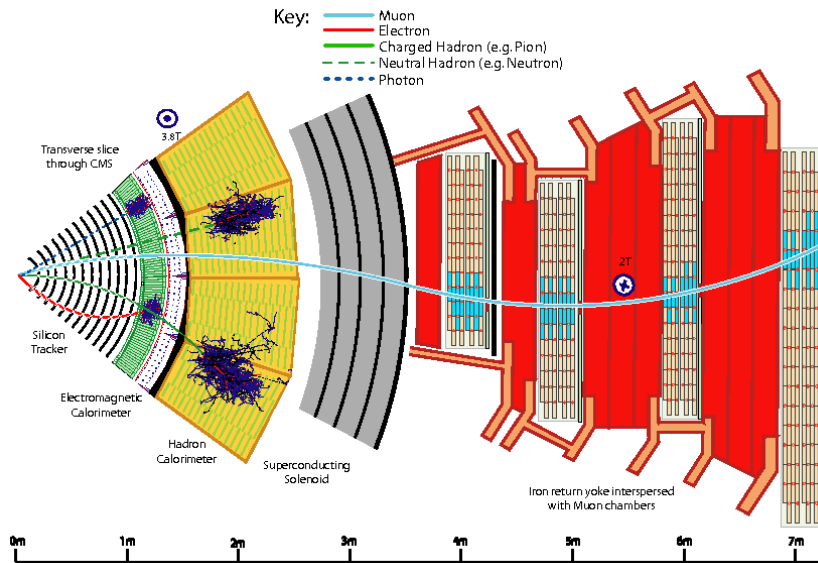 Key:
Muon
Electron
Charged Hadron (e.g. Pion)
Neutral Hadron (e.g. Neutron)
Photon
3.8T
Transverse slice
through CMS
2T
Silicon
Tracker
Electromagnetic
Calorimeter
Hadron
Calorimeter
Superconducting
Solenoid
Iron return yoke interspersed
with Muon chambers
0m 1m 2m 3m 4m 5m 6m 7m